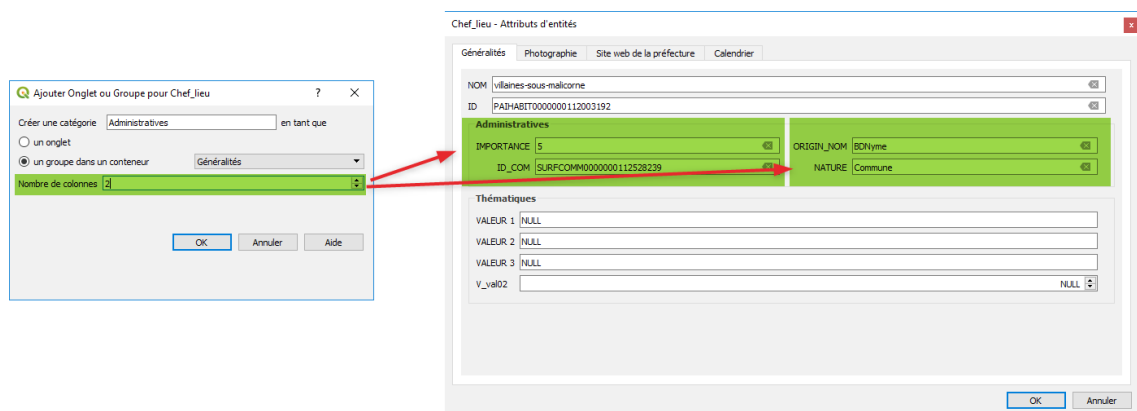 Ajouter Onglet ou Groupe pour Chef_lieu ? X
Créer une catégorie Administratives en tant que
un onglet
un groupe dans un conteneur Généralités
Nombre de colonnes 2
OK Annuler Aide
Chef_lieu - Attributs d'entités x
Généralités Photographie Site web de la préfecture Calendrier
NOM villaines-sous-malicorne
ID PAIHABIT0000000112003192
Administratives
IMPORTANCE 5 ORIGIN_NOM BDNyme
ID_COM SURFCOMM0000000112528239 NATURE Commune
Thématiques
VALEUR 1 NULL
VALEUR 2 NULL
VALEUR 3 NULL
V_val02 NULL
OK Annuler